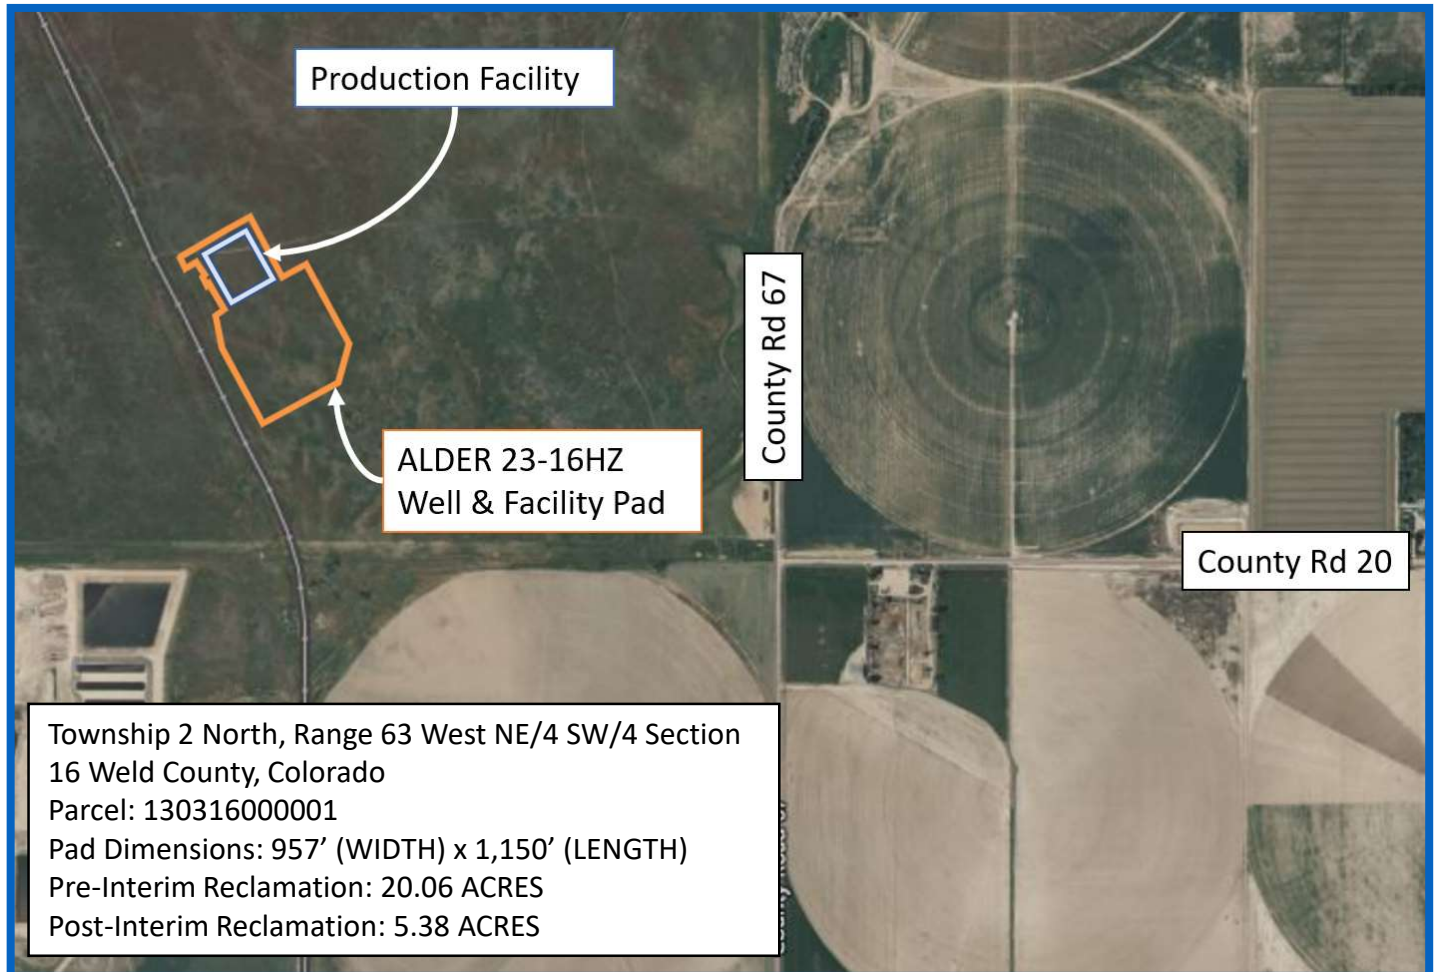 Production Facility
County Rd 67
ALDER 23-16HZ
Well & Facility Pad
County Rd 20
Township 2 North, Range 63 West NE/4 SW/4 Section
16 Weld County, Colorado
Parcel: 130316000001
Pad Dimensions: 957’ (WIDTH) x 1,150’ (LENGTH)
Pre-Interim Reclamation: 20.06 ACRES
Post-Interim Reclamation: 5.38 ACRES